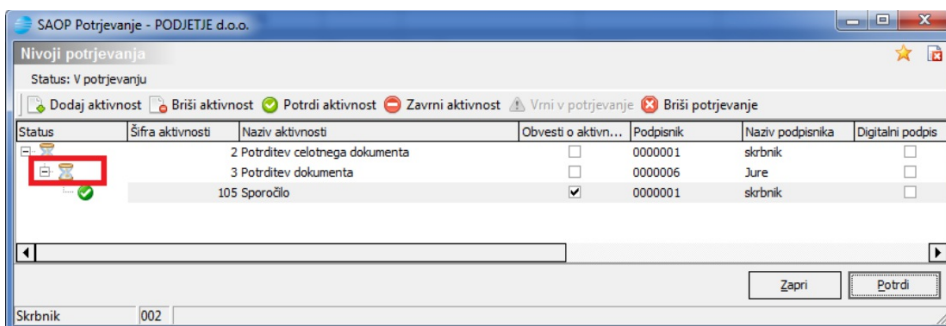 SAOP Potrjevanje - PODJETJE d.o.o.
Nivoji potrjevanja
Status: V potrjevanju
Dodaj aktivnost Briši aktivnost Potrdi aktivnost Zavrni aktivnost Vrni v potrjevanje Briši potrjevanje
Status Šifra aktivnosti Naziv aktivnosti Obvesti o aktivn... Podpisnik Naziv podpisnika Digitalni podpis
2 Potrditev celotnega dokumenta 0000001 skrbnik
3 Potrditev dokumenta 0000006 Jure
105 Sporočilo 0000001 skrbnik
Zapri Potrdi
Skrbnik 002